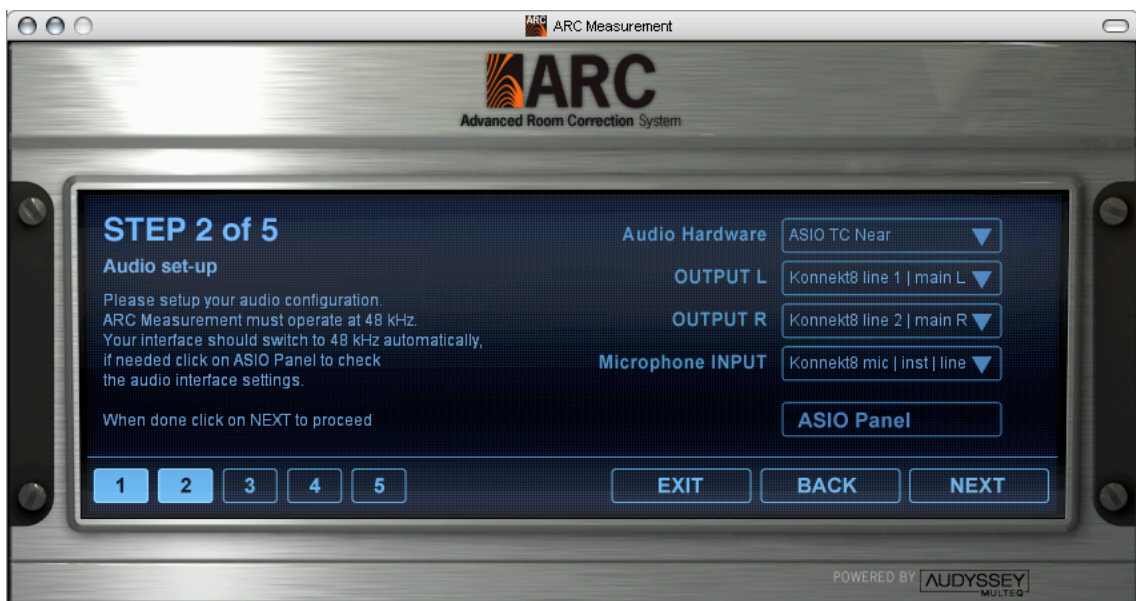 ARC Measurement
ARC
Advanced Room Correction System
STEP 2 of 5
Audio set-up
Please setup your audio configuration.
ARC Measurement must operate at 48 kHz.
Your interface should switch to 48 kHz automatically,
if needed click on ASIO Panel to check
the audio interface settings.
When done click on NEXT to proceed
Audio Hardware ASIO TC Near
OUTPUT L Konnekt8 line 1 | main L
OUTPUT R Konnekt8 line 2 | main R
Microphone INPUT Konnekt8 mic | inst | line
ASIO Panel
1 2 3 4 5 EXIT BACK NEXT
POWERED BY AUDYSSEY
MULTEQ